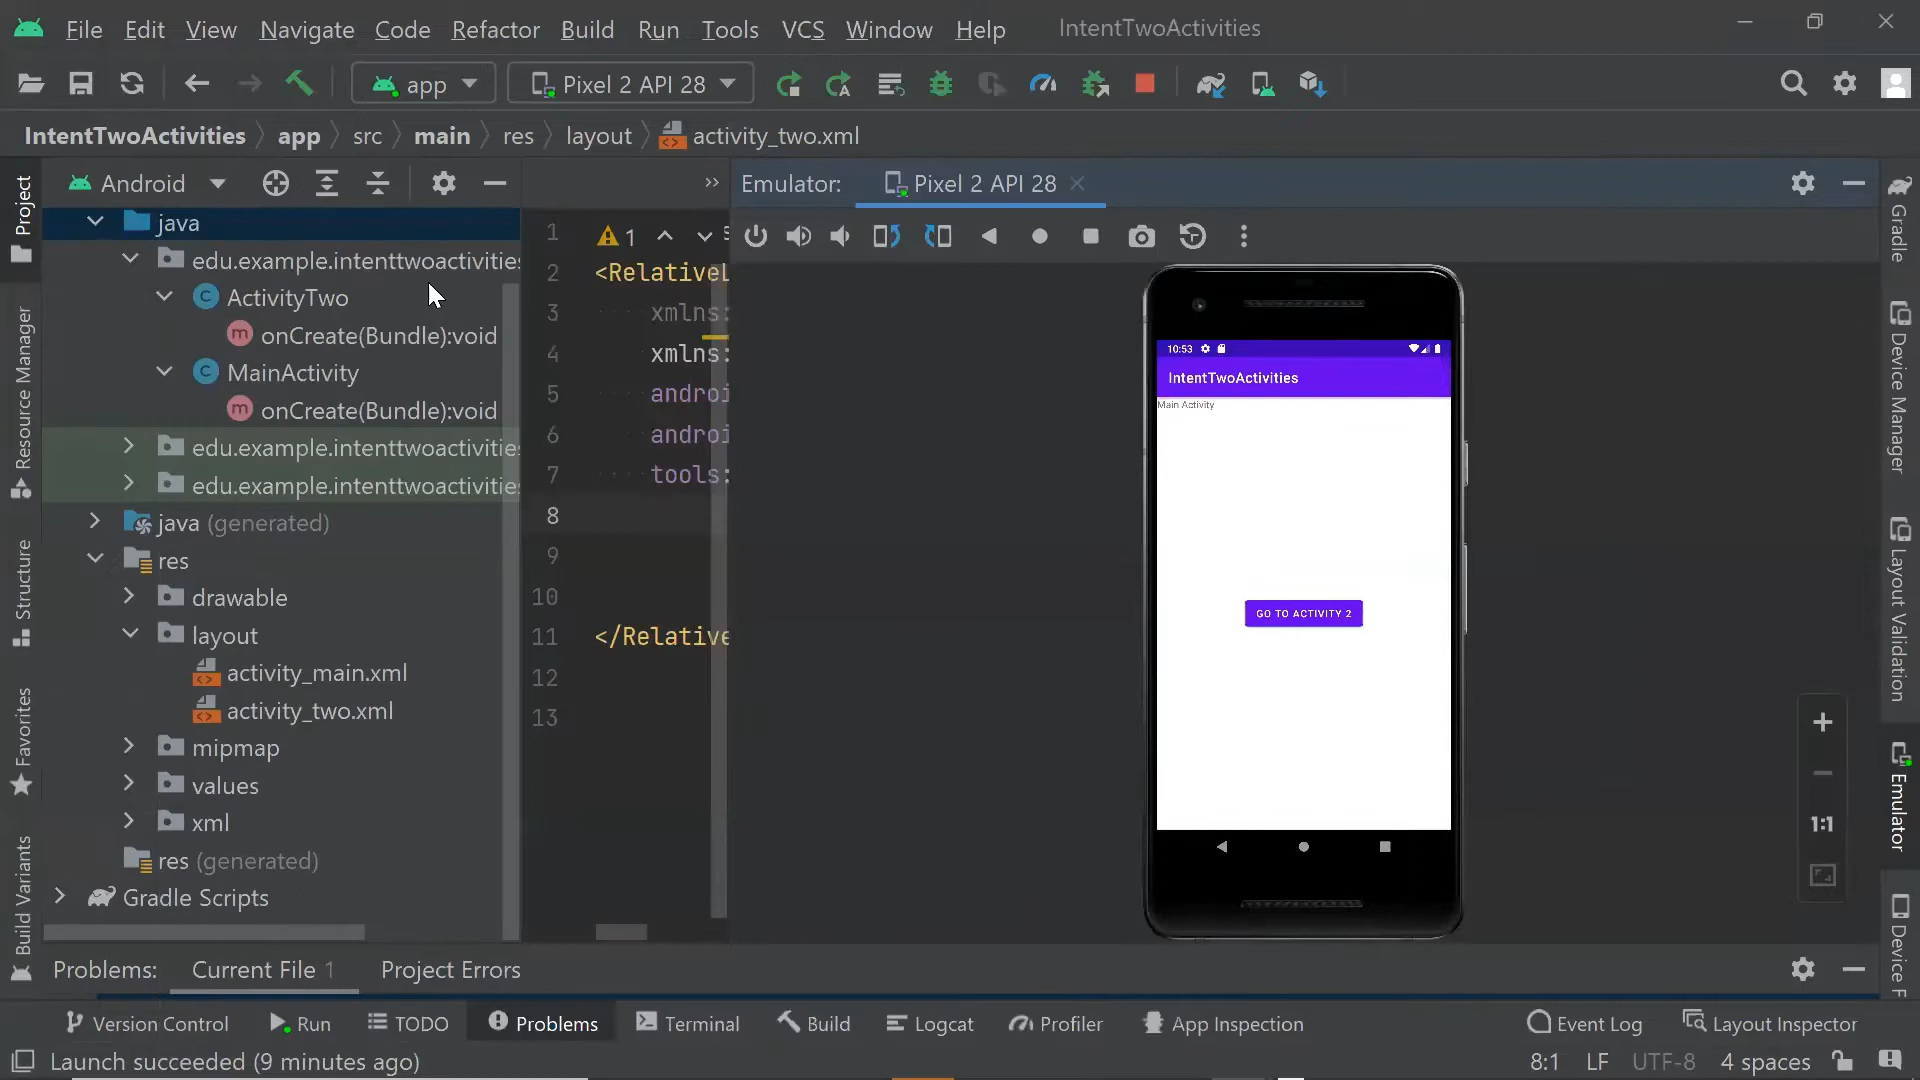 File Edit View Navigate Code Refactor Build Run Tools VCS Window Help IntentTwoActivities
app Pixel 2 API 28
IntentTwoActivities app src main res layout activity_two.xml
Project
Resource Manager
Structure
Favorites
Build Variants
Android
java
edu.example.intenttwoactivities
ActivityTwo
onCreate(Bundle):void
MainActivity
onCreate(Bundle):void
edu.example.intenttwoactivities
edu.example.intenttwoactivities
java (generated)
res
drawable
layout
activity_main.xml
activity_two.xml
mipmap
values
xml
res (generated)
Gradle Scripts
1
1
2 <RelativeL
3 xmlns:
4 xmlns:
5 androi
6 androi
7 tools:
8
9
10
11 </Relative
12
13
Emulator: Pixel 2 API 28
10:53
IntentTwoActivities
Main Activity
GO TO ACTIVITY 2
1:1
Gradle
Device Manager
Layout Validation
Emulator
Device F
Problems: Current File 1 Project Errors
Version Control Run TODO Problems Terminal Build Logcat Profiler App Inspection Event Log Layout Inspector
Launch succeeded (9 minutes ago) 8:1 LF UTF-8 4 spaces